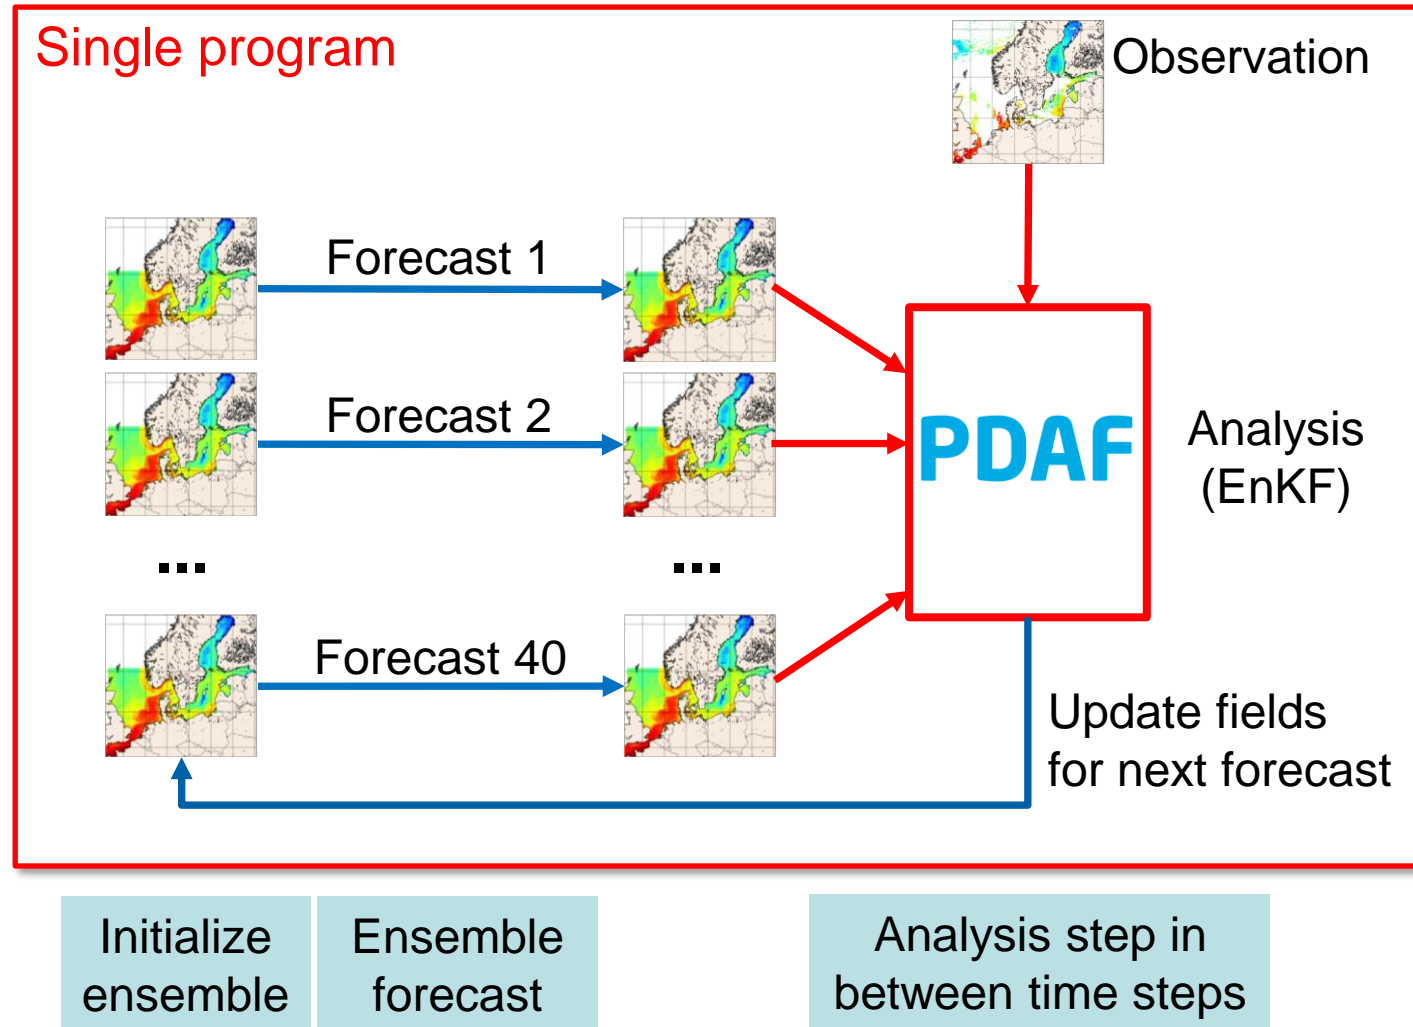 Single program
Observation
Forecast 1
Forecast 2
...
...
Forecast 40
PDAF
Analysis
(EnKF)
Update fields
for next forecast
Initialize
ensemble
Ensemble
forecast
Analysis step in
between time steps